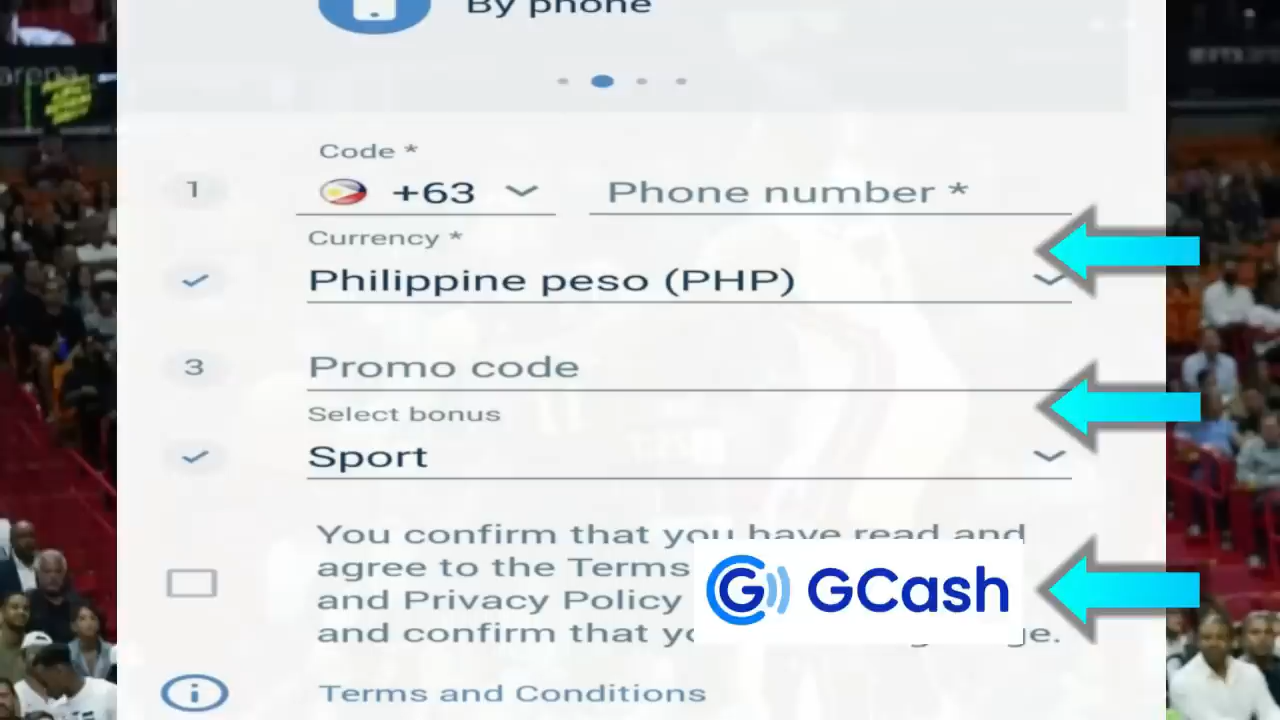 By phone
Code *
1
+63
Phone number *
Currency *
Philippine peso (PHP)
3
Promo code
Select bonus
Sport
You confirm that you have read and
agree to the Terms
and Privacy Policy
and confirm that
GCash
Terms and Conditions
arena